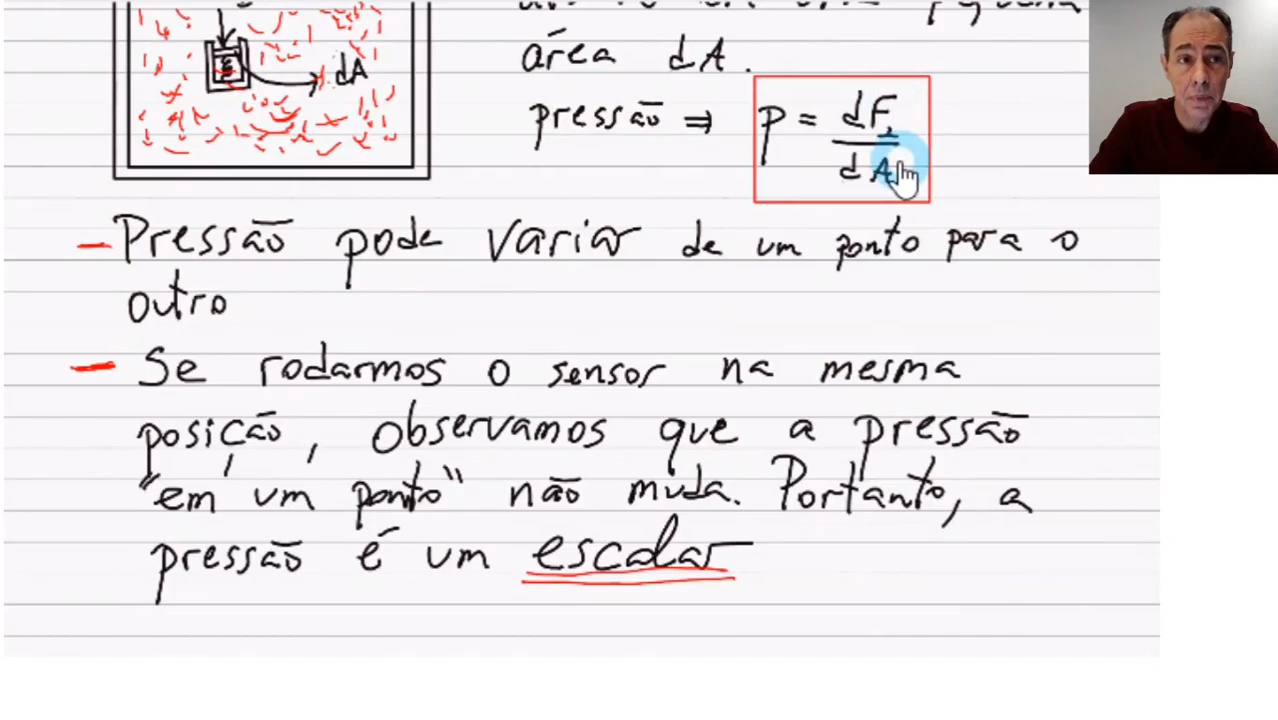 dA
área dA.
pressão ⇒ p = dF⊥ / dA
- Pressão pode variar de um ponto para o
outro
- Se rodarmos o sensor na mesma
posição, observamos que a pressão
"em um ponto" não muda. Portanto, a
pressão é um escalar